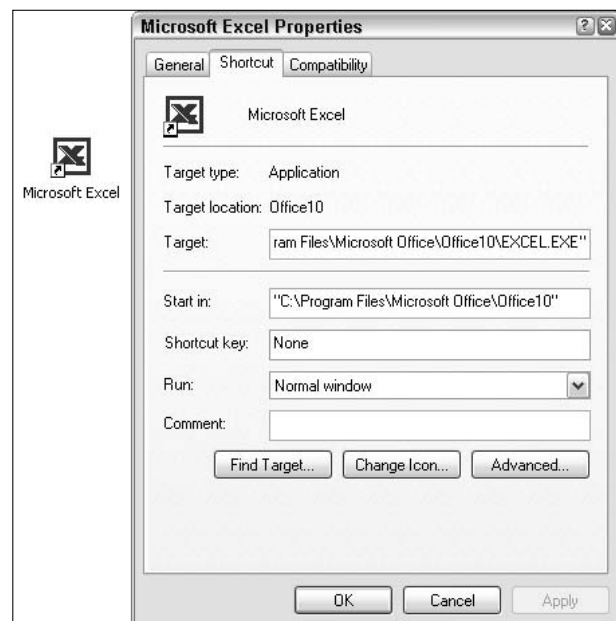 Microsoft Excel Properties
General Shortcut Compatibility
Microsoft Excel
Microsoft Excel
Target type: Application
Target location: Office10
Target: ram Files\Microsoft Office\Office10\EXCEL.EXE"
Start in: "C:\Program Files\Microsoft Office\Office10"
Shortcut key: None
Run: Normal window
Comment:
Find Target... Change Icon... Advanced...
OK Cancel Apply